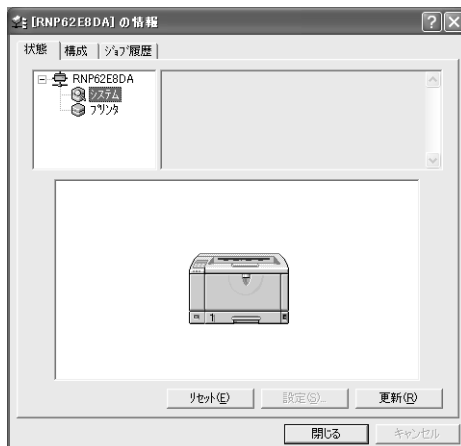 [RNP62E8DA] の情報
状態 構成 ｼﾞｮﾌﾞ履歴
RNP62E8DA
ｼｽﾃﾑ
ﾌﾟﾘﾝﾀ
ﾘｾｯﾄ(E) 設定(S)... 更新(R)
閉じる キャンセル